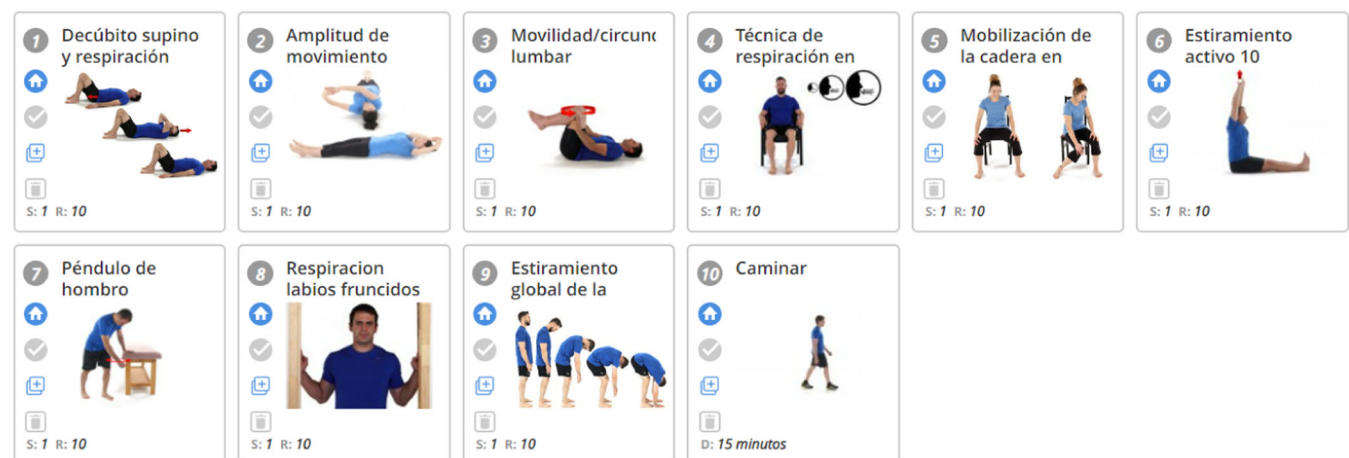 1 Decúbito supino
y respiración
S: 1 R: 10
2 Amplitud de
movimiento
S: 1 R: 10
3 Movilidad/circunc
lumbar
S: 1 R: 10
4 Técnica de
respiración en
S: 1 R: 10
5 Mobilización de
la cadera en
S: 1 R: 10
6 Estiramiento
activo 10
S: 1 R: 10
7 Péndulo de
hombro
S: 1 R: 10
8 Respiracion
labios fruncidos
S: 1 R: 10
9 Estiramiento
global de la
S: 1 R: 10
10 Caminar
D: 15 minutos